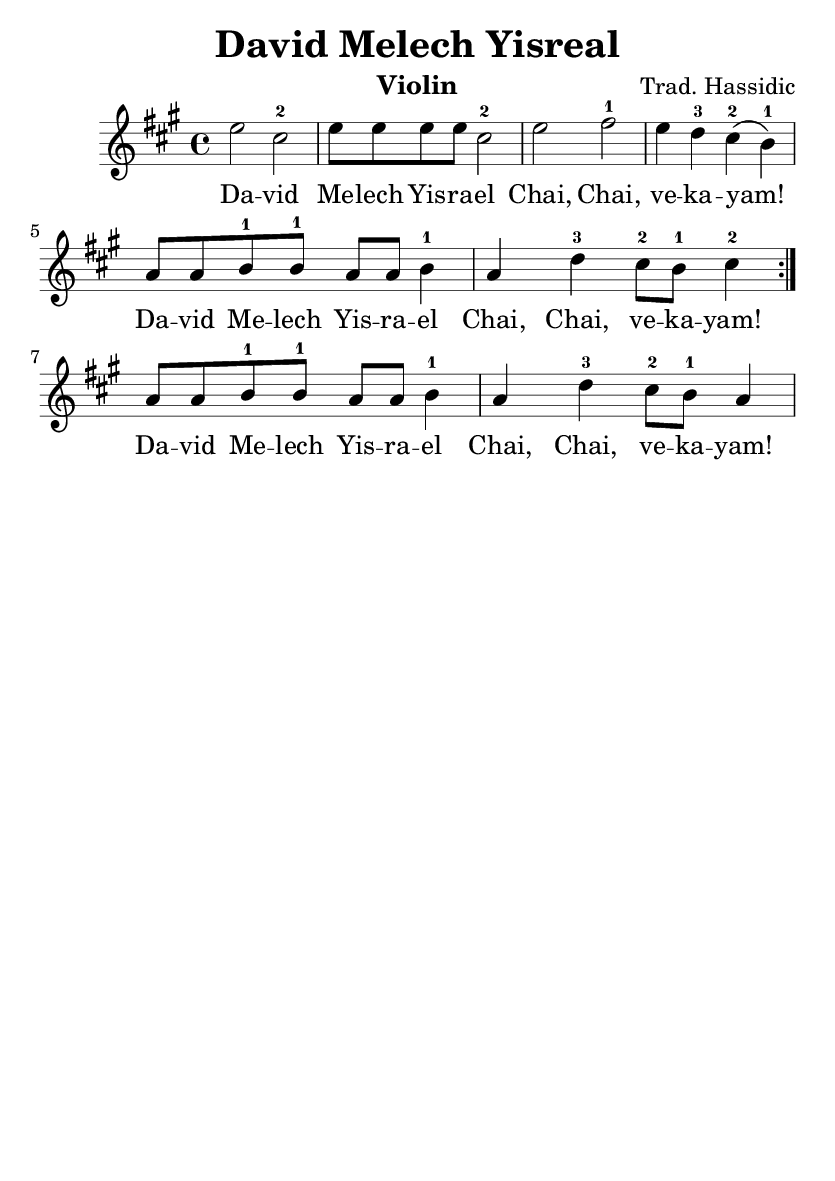 David Melech Yisreal
Violin
Trad. Hassidic
2 2 1 3 2 1
Da -- vid Melech Yisrael Chai, Chai, ve -- ka -- yam!
5
1 1 1 3 2 1 2
Da -- vid Me -- lech Yis -- ra -- el Chai, Chai, ve -- ka -- yam!
7
1 1 1 3 2 1
Da -- vid Me -- lech Yis -- ra -- el Chai, Chai, ve -- ka -- yam!